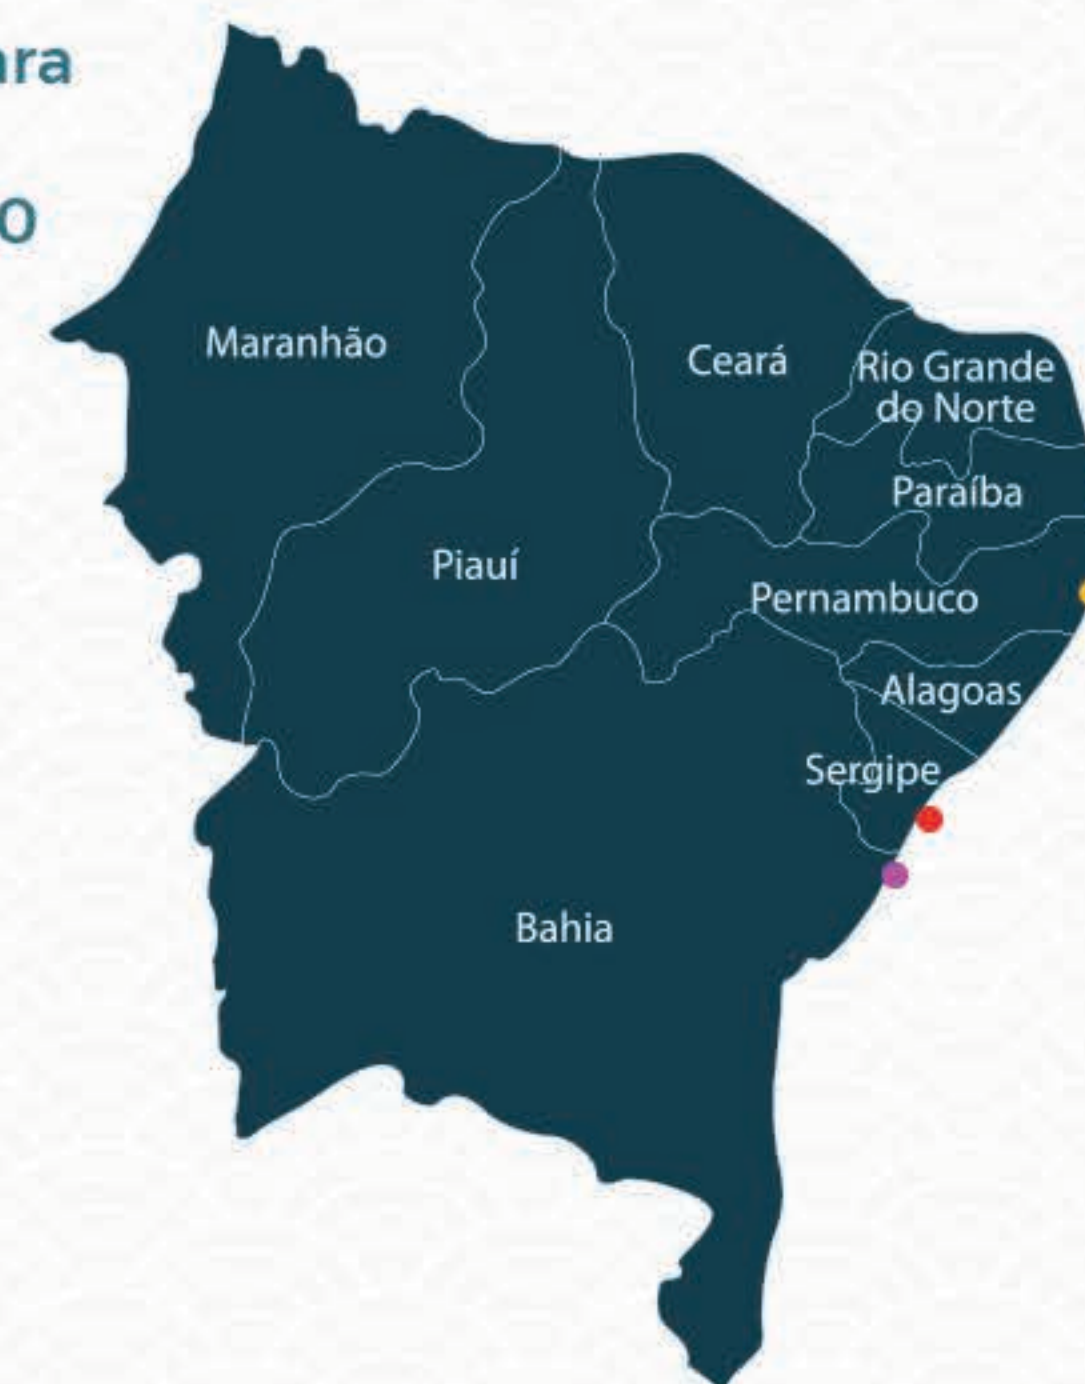 ara
o
Maranhão
Ceará
Rio Grande
do Norte
Paraíba
Piauí
Pernambuco
Alagoas
Sergipe
Bahia